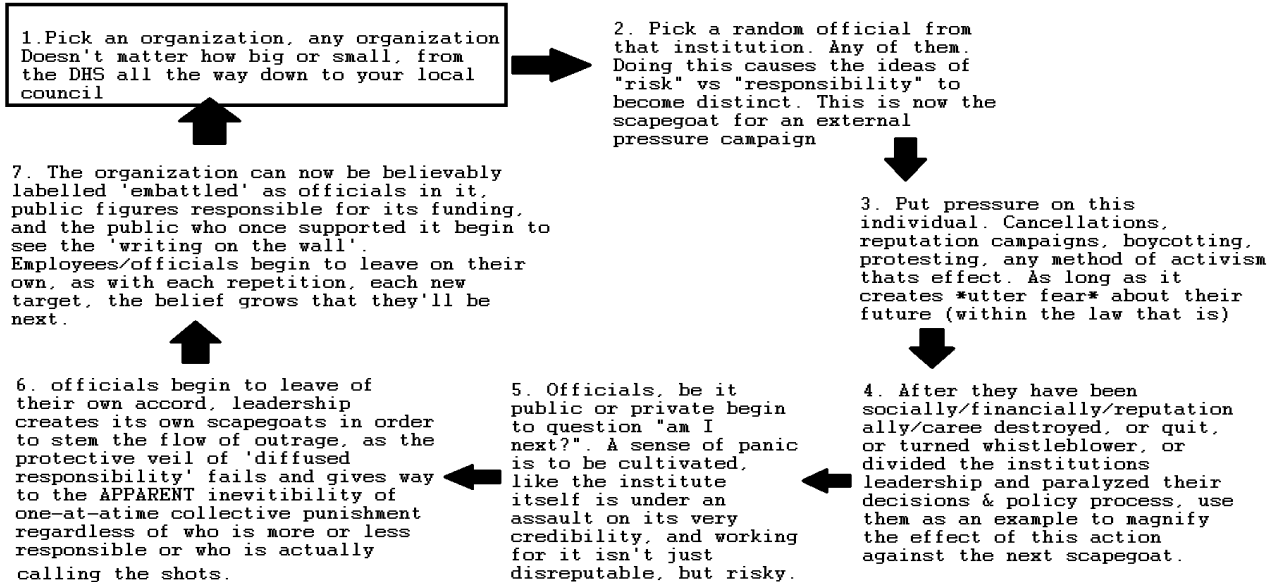 1.Pick an organization, any organization
Doesn't matter how big or small, from
the DHS all the way down to your local
council
2. Pick a random official from
that institution. Any of them.
Doing this causes the ideas of
"risk" vs "responsibility" to
become distinct. This is now the
scapegoat for an external
pressure campaign
3. Put pressure on this
individual. Cancellations,
reputation campaigns, boycotting,
protesting, any method of activism
thats effect. As long as it
creates *utter fear* about their
future (within the law that is)
4. After they have been
socially/financially/reputation
ally/caree destroyed, or quit,
or turned whistleblower, or
divided the institutions
leadership and paralyzed their
decisions & policy process, use
them as an example to magnify
the effect of this action
against the next scapegoat.
5. Officials, be it
public or private begin
to question "am I
next?". A sense of panic
is to be cultivated,
like the institute
itself is under an
assault on its very
credibility, and working
for it isn't just
disreputable, but risky.
6. officials begin to leave of
their own accord, leadership
creates its own scapegoats in order
to stem the flow of outrage, as the
protective veil of 'diffused
responsibility' fails and gives way
to the APPARENT inevitibility of
one-at-atime collective punishment
regardless of who is more or less
responsible or who is actually
calling the shots.
7. The organization can now be believably
labelled 'embattled' as officials in it,
public figures responsible for its funding,
and the public who once supported it begin to
see the 'writing on the wall'.
Employees/officials begin to leave on their
own, as with each repetition, each new
target, the belief grows that they'll be
next.